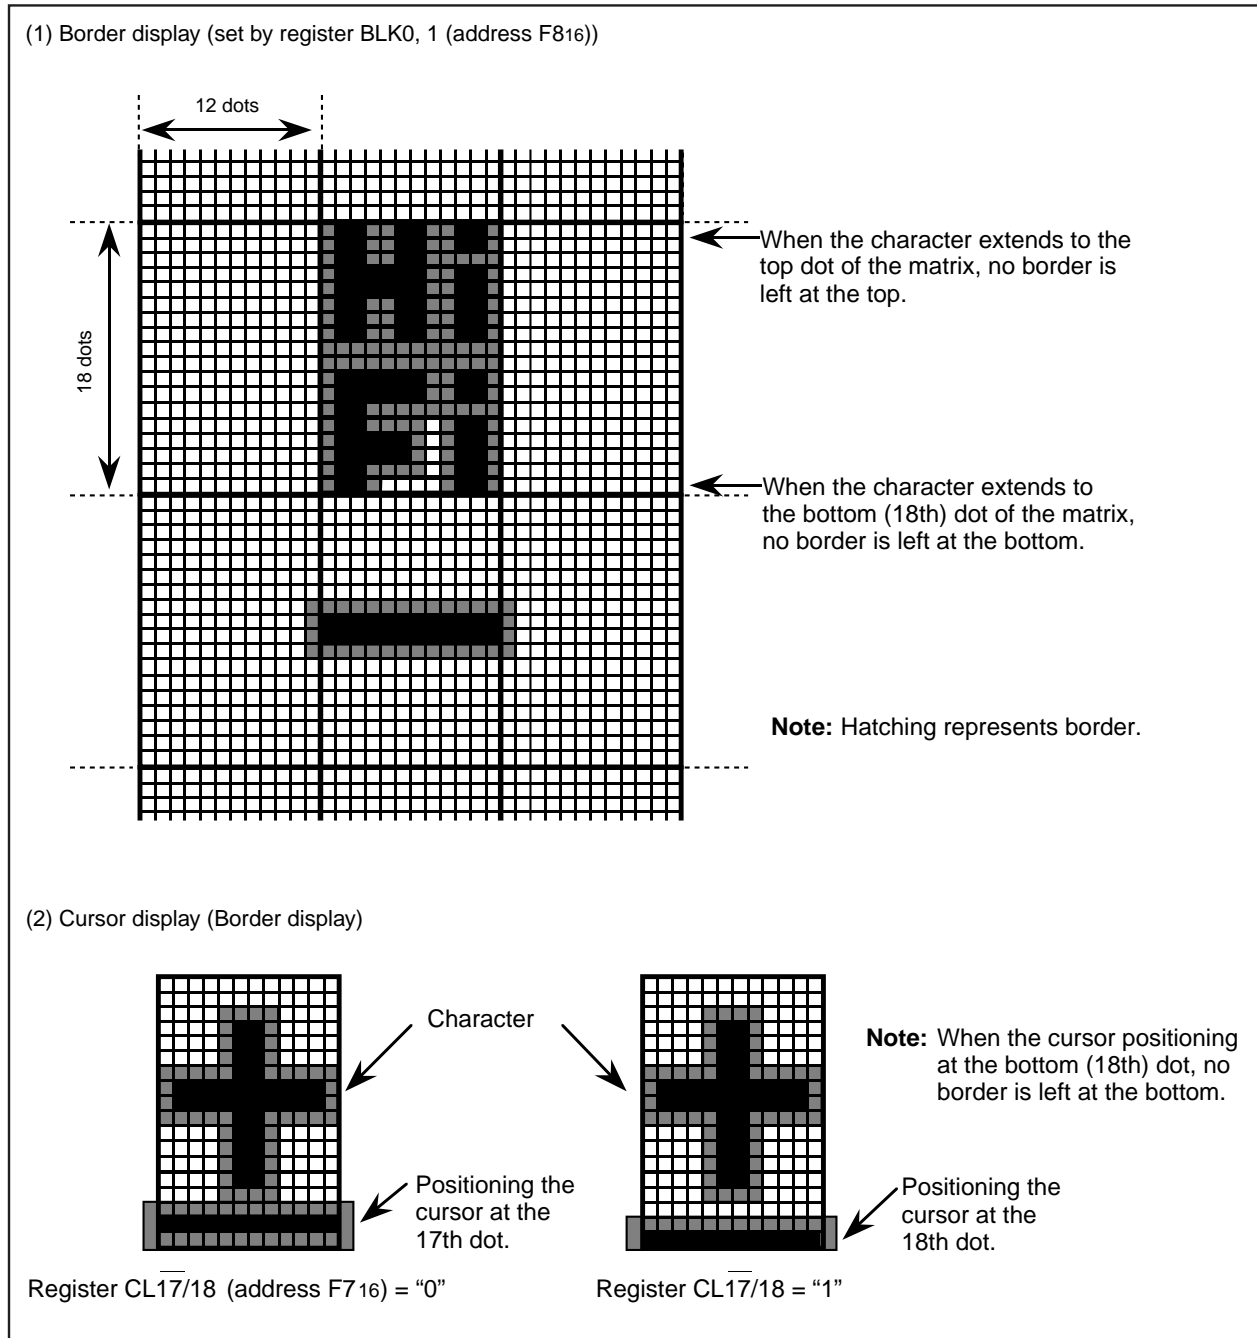 (1) Border display (set by register BLK0, 1 (address F816))
12 dots
18 dots
When the character extends to the
top dot of the matrix, no border is
left at the top.
When the character extends to
the bottom (18th) dot of the matrix,
no border is left at the bottom.
Note: Hatching represents border.
(2) Cursor display (Border display)
Character
Note: When the cursor positioning
at the bottom (18th) dot, no
border is left at the bottom.
Positioning the
cursor at the
17th dot.
Positioning the
cursor at the
18th dot.
Register CL1̅7̅/18 (address F716) = “0”
Register CL1̅7̅/18 = “1”